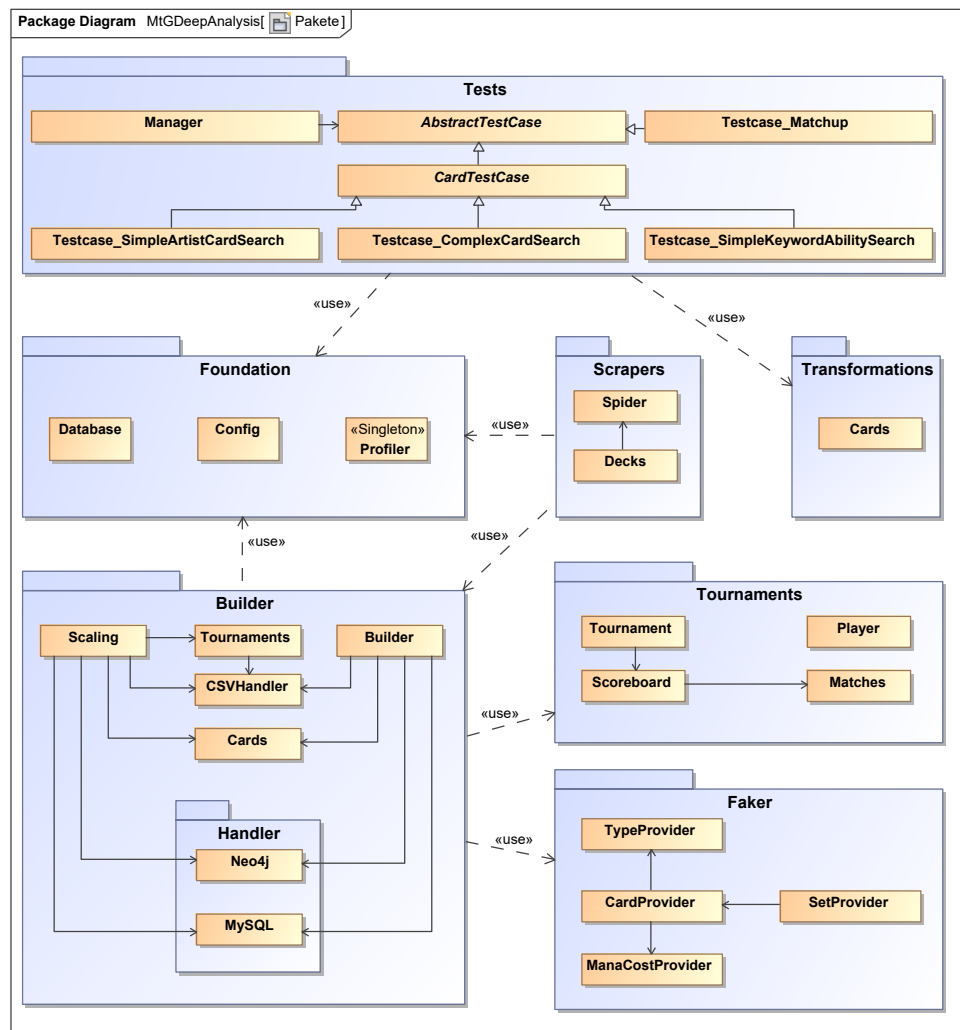 Package Diagram MtGDeepAnalysis[ Pakete ]
Tests
Manager
AbstractTestCase
Testcase_Matchup
CardTestCase
Testcase_SimpleArtistCardSearch
Testcase_ComplexCardSearch
Testcase_SimpleKeywordAbilitySearch
«use»
«use»
Foundation
Database
Config
«Singleton»
Profiler
«use»
Scrapers
Spider
Decks
Transformations
Cards
«use»
«use»
Builder
Scaling
Tournaments
Builder
CSVHandler
Cards
Handler
Neo4j
MySQL
«use»
Tournaments
Tournament
Player
Scoreboard
Matches
«use»
Faker
TypeProvider
CardProvider
SetProvider
ManaCostProvider